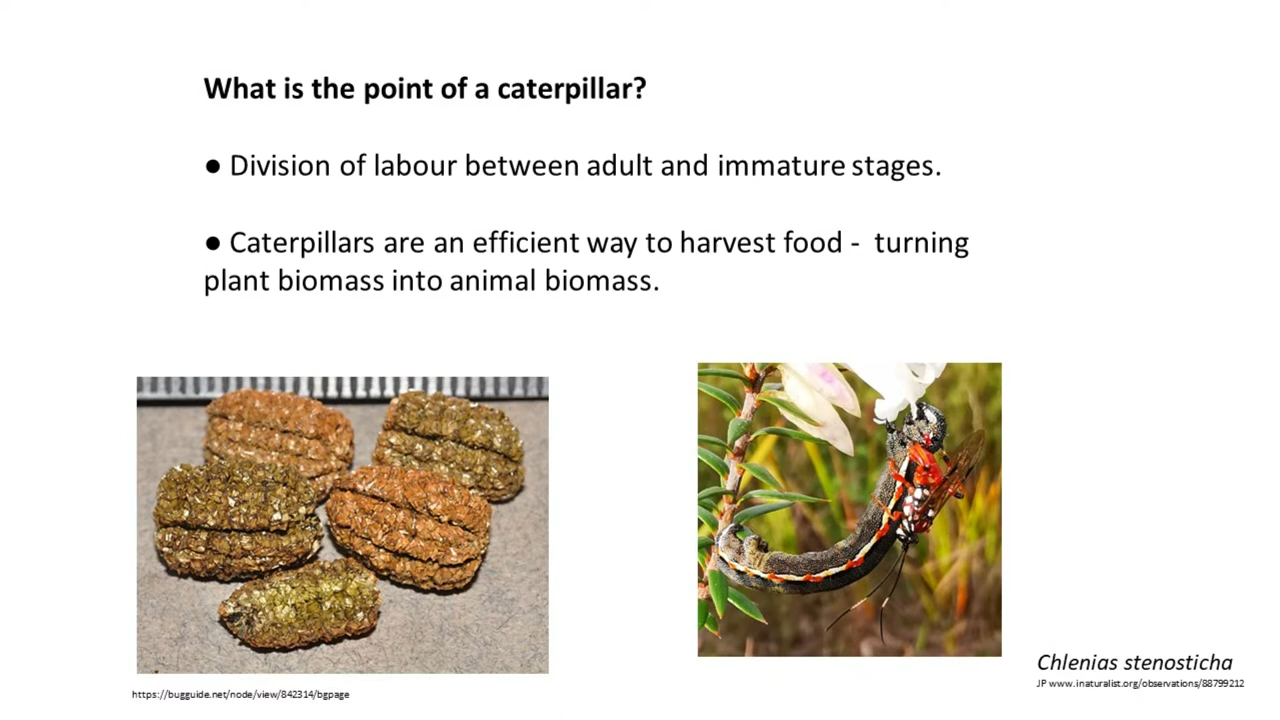 What is the point of a caterpillar?
● Division of labour between adult and immature stages.
● Caterpillars are an efficient way to harvest food -  turning
plant biomass into animal biomass.
Chlenias stenosticha
JP www.inaturalist.org/observations/88799212
https://bugguide.net/node/view/842314/bgpage